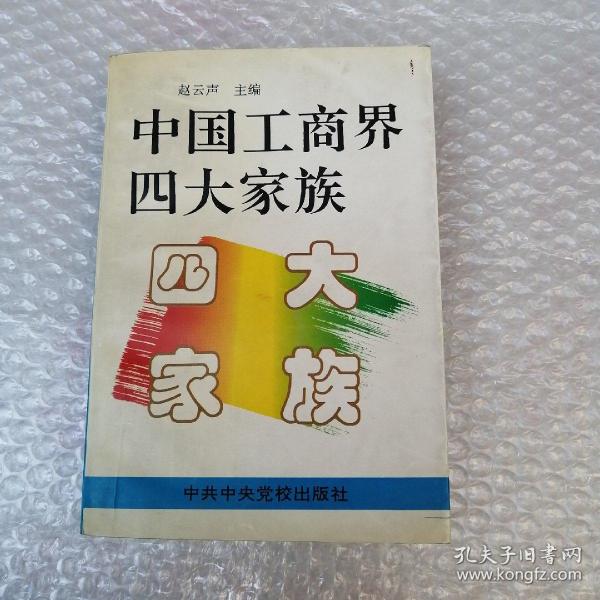 赵云声 主编
中国工商界
四大家族
四大
家族
中共中央党校出版社
孔夫子旧书网
www.kongfz.com